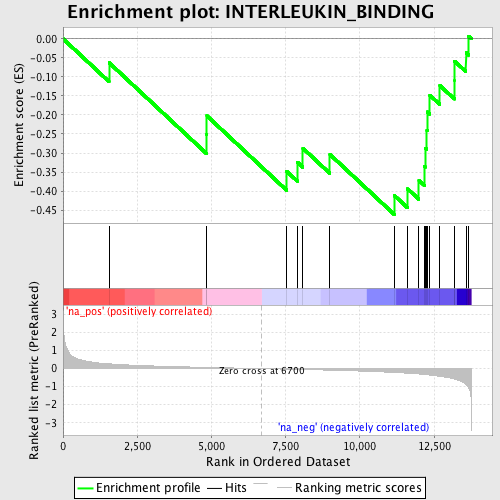 Enrichment plot: INTERLEUKIN_BINDING
Enrichment score (ES)
0.00
-0.05
-0.10
-0.15
-0.20
-0.25
-0.30
-0.35
-0.40
-0.45
'na_pos' (positively correlated)
Ranked list metric (PreRanked)
3
2
1
0
-1
-2
-3
Zero cross at 6700
'na_neg' (negatively correlated)
0
2,500
5,000
7,500
10,000
12,500
Rank in Ordered Dataset
Enrichment profile
Hits
Ranking metric scores